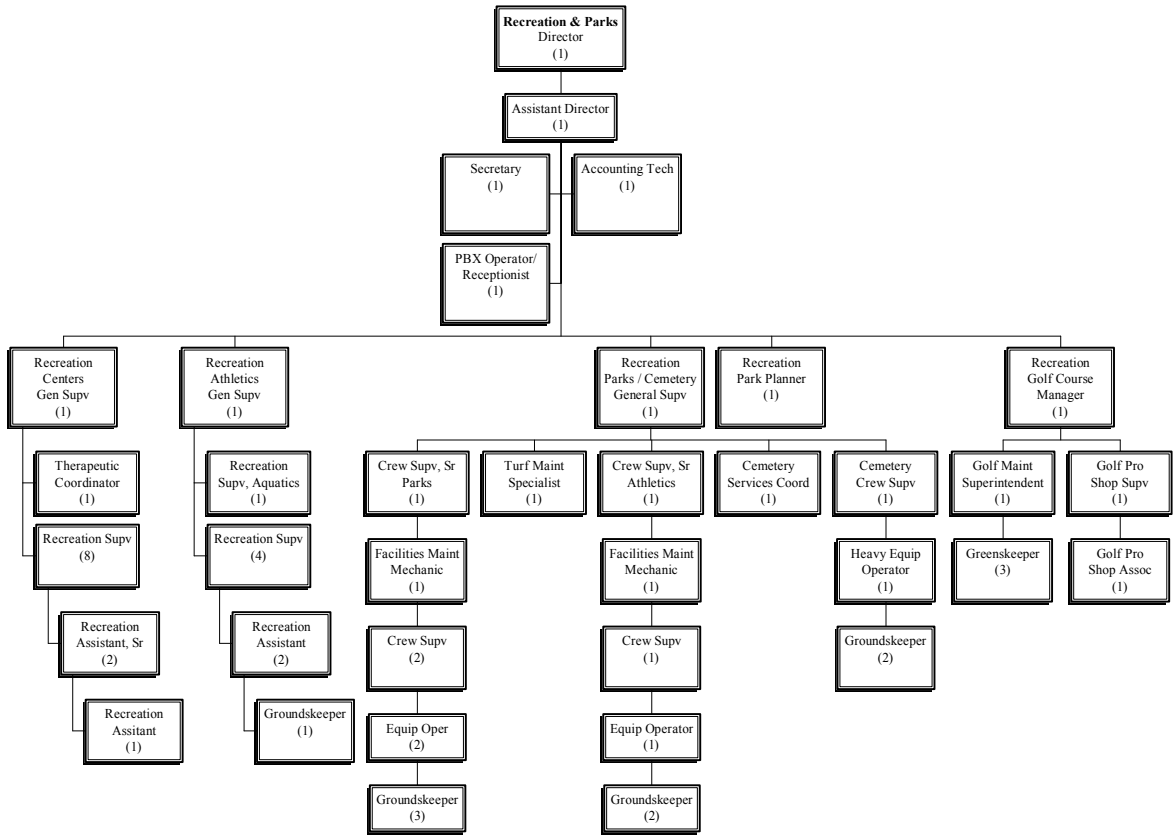 Recreation & Parks
Director
(1)
Assistant Director
(1)
Secretary
(1)
Accounting Tech
(1)
PBX Operator/
Receptionist
(1)
Recreation
Centers
Gen Supv
(1)
Recreation
Athletics
Gen Supv
(1)
Recreation
Parks / Cemetery
General Supv
(1)
Recreation
Park Planner
(1)
Recreation
Golf Course
Manager
(1)
Therapeutic
Coordinator
(1)
Recreation
Supv, Aquatics
(1)
Crew Supv, Sr
Parks
(1)
Turf Maint
Specialist
(1)
Crew Supv, Sr
Athletics
(1)
Cemetery
Services Coord
(1)
Cemetery
Crew Supv
(1)
Golf Maint
Superintendent
(1)
Golf Pro
Shop Supv
(1)
Recreation Supv
(8)
Recreation Supv
(4)
Facilities Maint
Mechanic
(1)
Facilities Maint
Mechanic
(1)
Heavy Equip
Operator
(1)
Greenskeeper
(3)
Golf Pro
Shop Assoc
(1)
Recreation
Assistant, Sr
(2)
Recreation
Assistant
(2)
Crew Supv
(2)
Crew Supv
(1)
Groundskeeper
(2)
Recreation
Assitant
(1)
Groundskeeper
(1)
Equip Oper
(2)
Equip Operator
(1)
Groundskeeper
(3)
Groundskeeper
(2)